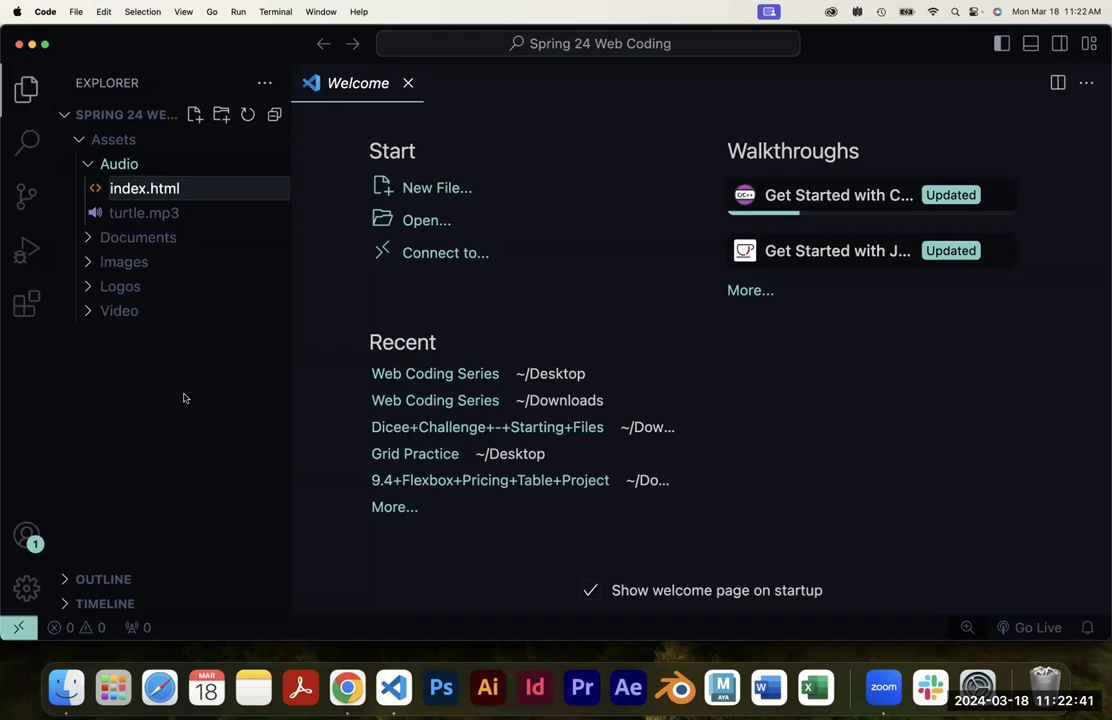 Code File Edit Selection View Go Run Terminal Window Help Mon Mar 18 11:22 AM
Spring 24 Web Coding
EXPLORER
Welcome
SPRING 24 WE...
Assets
Audio
index.html
turtle.mp3
Documents
Images
Logos
Video
Start
New File...
Open...
Connect to...
Walkthroughs
Get Started with C... Updated
Get Started with J... Updated
More...
Recent
Web Coding Series ~/Desktop
Web Coding Series ~/Downloads
Dicee+Challenge+-+Starting+Files ~/Dow...
Grid Practice ~/Desktop
9.4+Flexbox+Pricing+Table+Project ~/Do...
More...
1
OUTLINE
TIMELINE
Show welcome page on startup
0 0 0
Go Live
MAR
18
Ps Ai Id Pr Ae MAYA W X zoom
2024-03-18 11:22:41